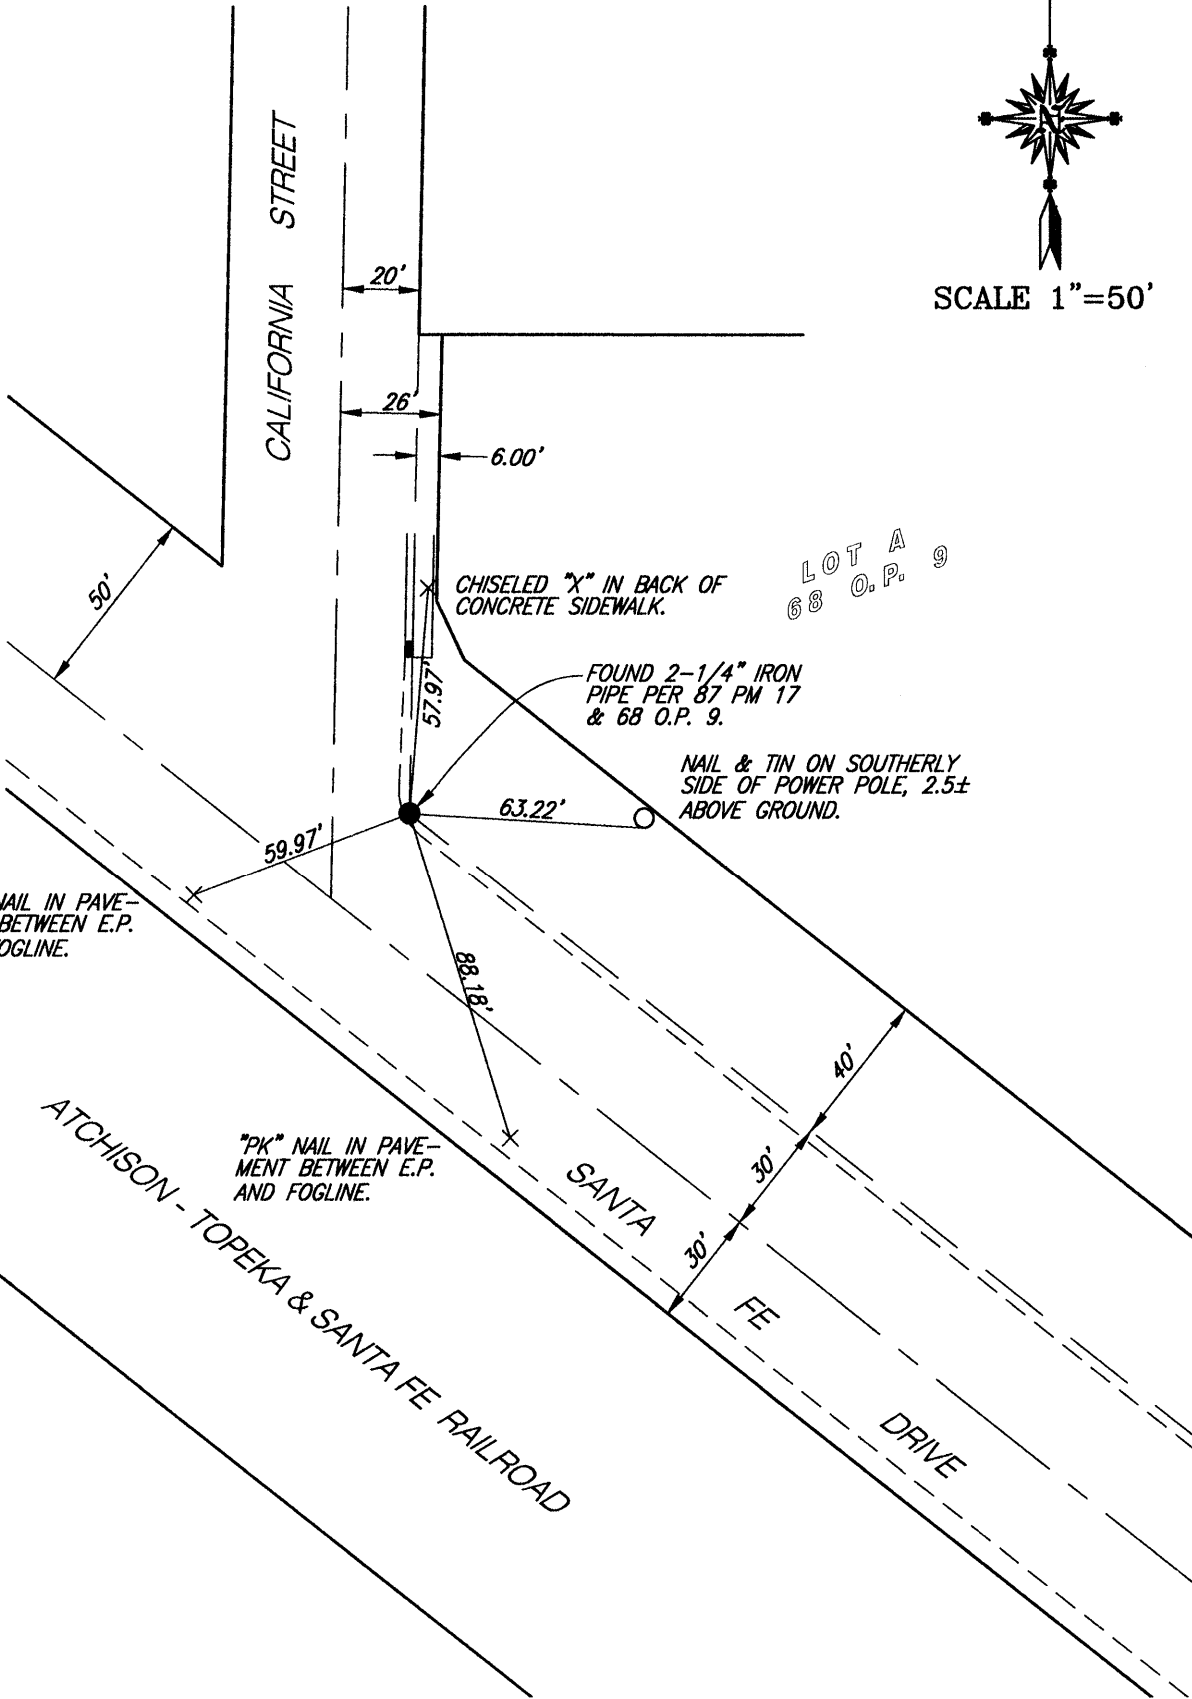 N
SCALE 1"=50'
CALIFORNIA STREET
20'
26'
6.00'
50'
LOT A
68 O.P. 9
CHISELED "X" IN BACK OF
CONCRETE SIDEWALK.
57.97'
FOUND 2-1/4" IRON
PIPE PER 87 PM 17
& 68 O.P. 9.
NAIL & TIN ON SOUTHERLY
SIDE OF POWER POLE, 2.5±
ABOVE GROUND.
63.22'
59.97'
NAIL IN PAVE-
BETWEEN E.P.
FOGLINE.
88.18'
40'
30'
30'
"PK" NAIL IN PAVE-
MENT BETWEEN E.P.
AND FOGLINE.
SANTA FE DRIVE
ATCHISON - TOPEKA & SANTA FE RAILROAD